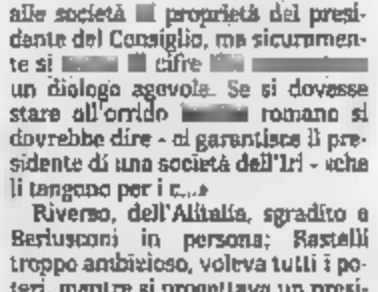 alle società di proprietà del presi-
dente del Consiglio, ma sicuramen-
te si cifre
un dialogo agevole. Se si dovesse
stare all'orrido romano si
dovrebbe dire - ci garantisce il pre-
sidente di una società dell'Iri - «che
li tengono per i c...»
Riverso, dell'Alitalia, sgradito a
Berlusconi in persona; Rastelli
troppo ambizioso, voleva tutti i po-
teri, mentre si progettava un presi-